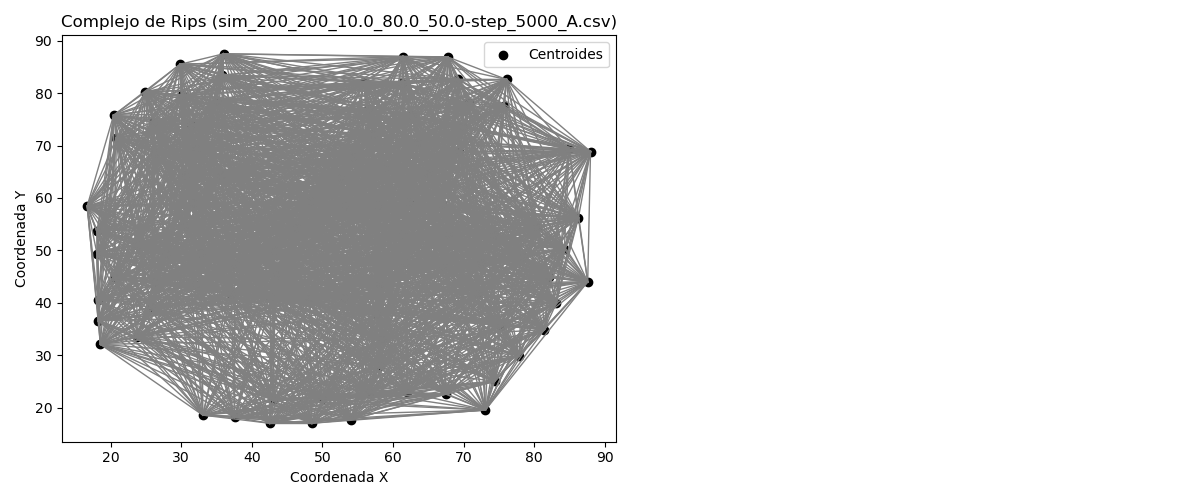 Complejo de Rips (sim_200_200_10.0_80.0_50.0-step_5000_A.csv)
90
80
70
60
50
40
30
20
Coordenada Y
Centroides
20 30 40 50 60 70 80 90
Coordenada X